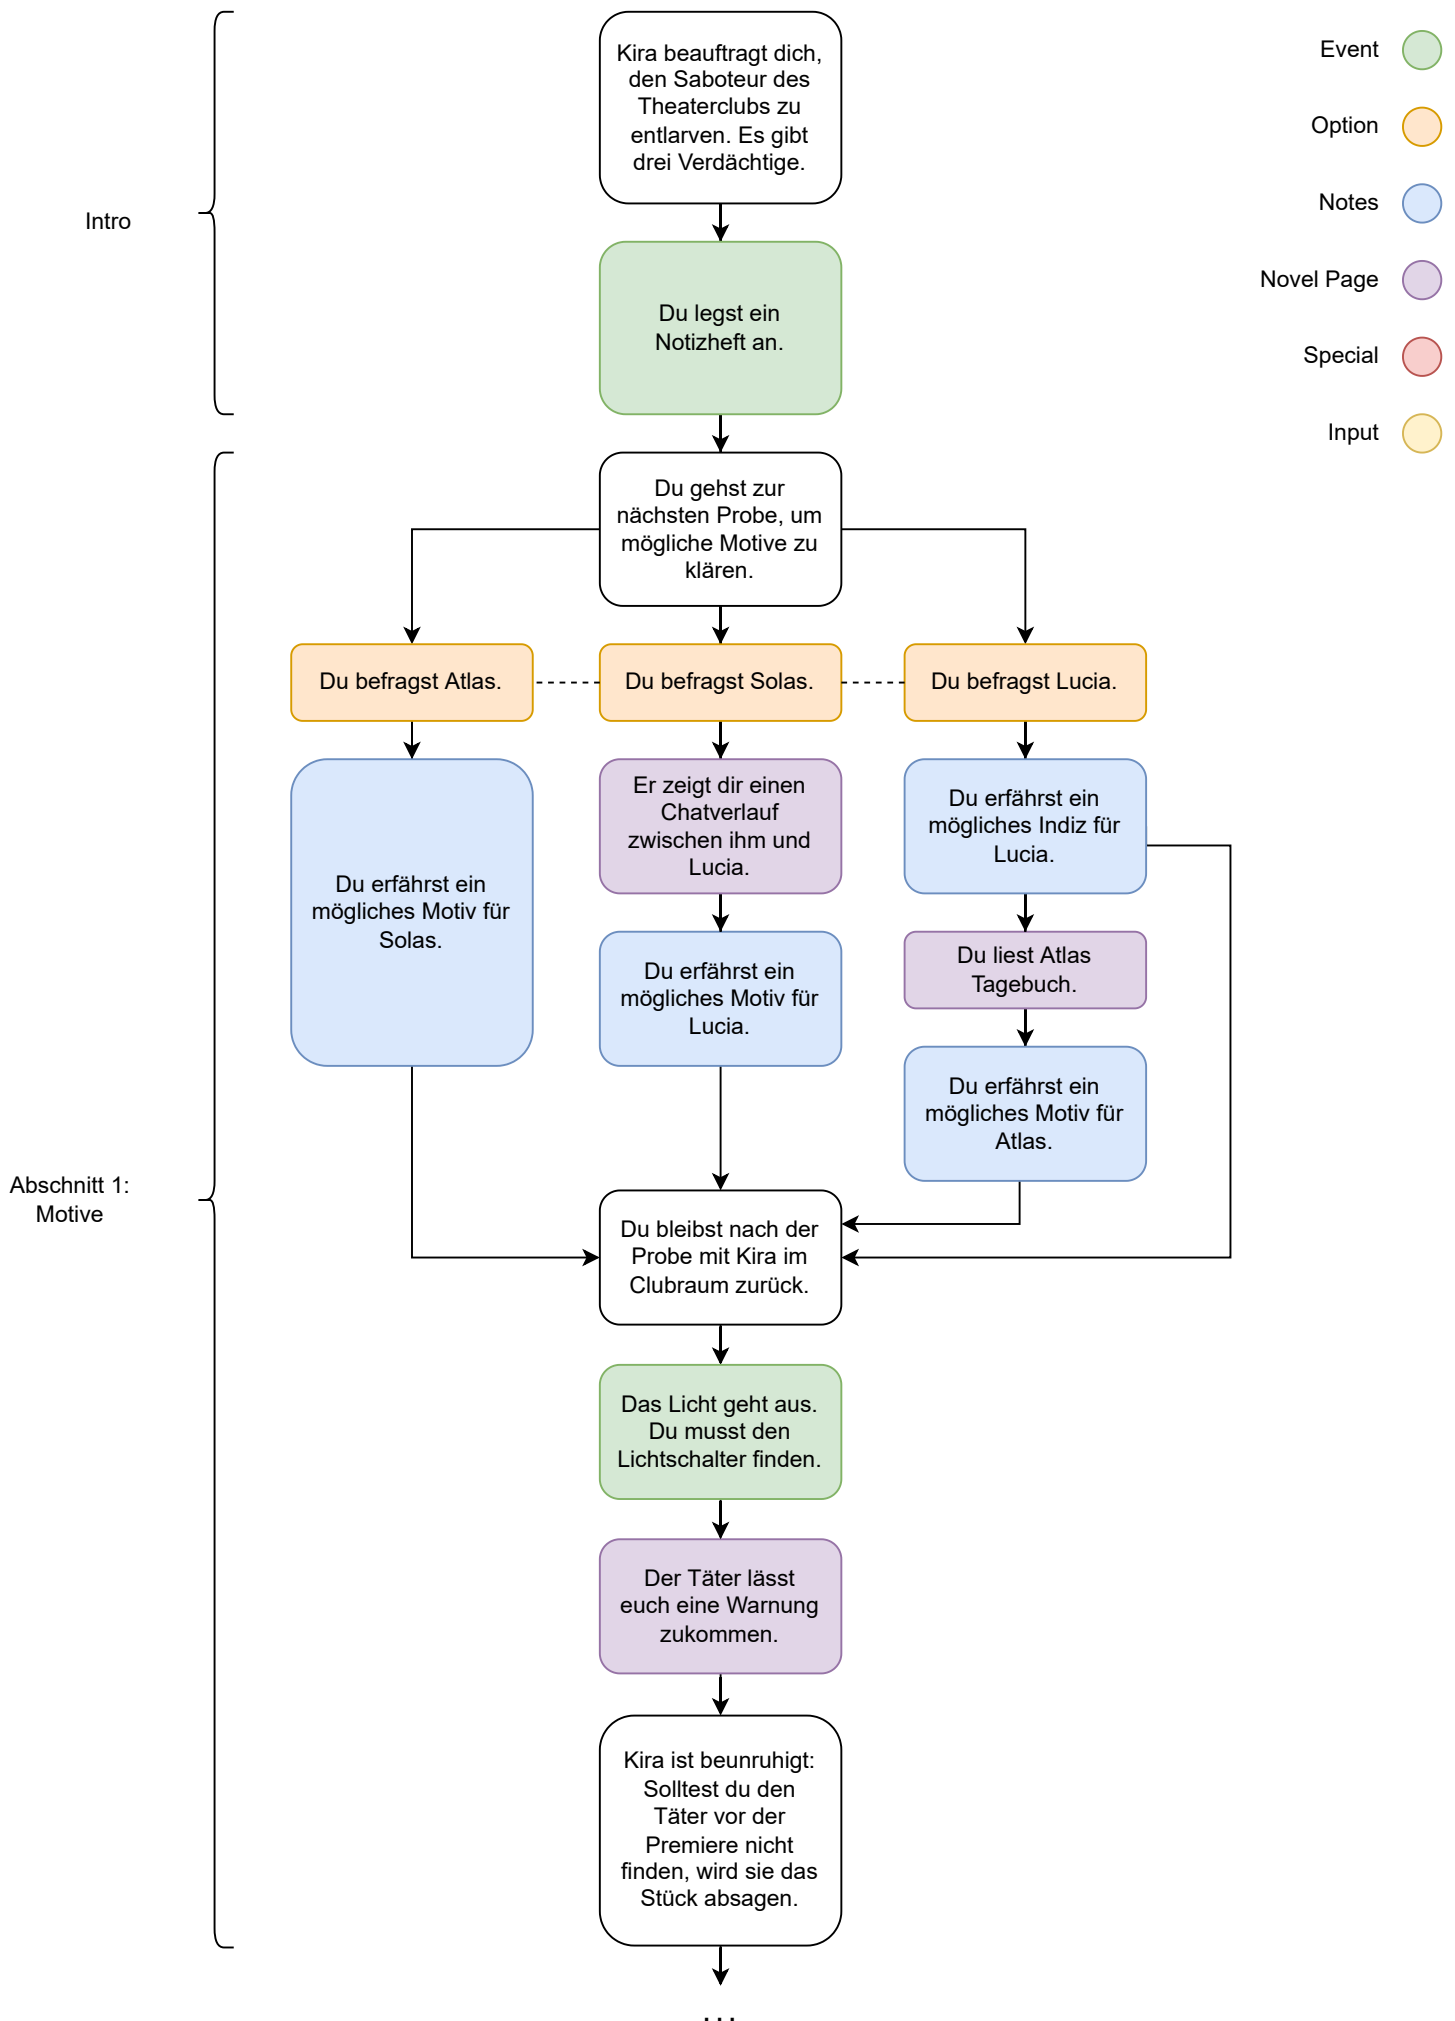 Kira beauftragt dich,
den Saboteur des
Theaterclubs zu
entlarven. Es gibt
drei Verdächtige.
Event
Option
Notes
Novel Page
Special
Input
Intro
Du legst ein
Notizheft an.
Du gehst zur
nächsten Probe, um
mögliche Motive zu
klären.
Du befragst Atlas.
Du befragst Solas.
Du befragst Lucia.
Du erfährst ein
mögliches Motiv für
Solas.
Er zeigt dir einen
Chatverlauf
zwischen ihm und
Lucia.
Du erfährst ein
mögliches Motiv für
Lucia.
Du erfährst ein
mögliches Indiz für
Lucia.
Du liest Atlas
Tagebuch.
Du erfährst ein
mögliches Motiv für
Atlas.
Abschnitt 1:
Motive
Du bleibst nach der
Probe mit Kira im
Clubraum zurück.
Das Licht geht aus.
Du musst den
Lichtschalter finden.
Der Täter lässt
euch eine Warnung
zukommen.
Kira ist beunruhigt:
Solltest du den
Täter vor der
Premiere nicht
finden, wird sie das
Stück absagen.
...